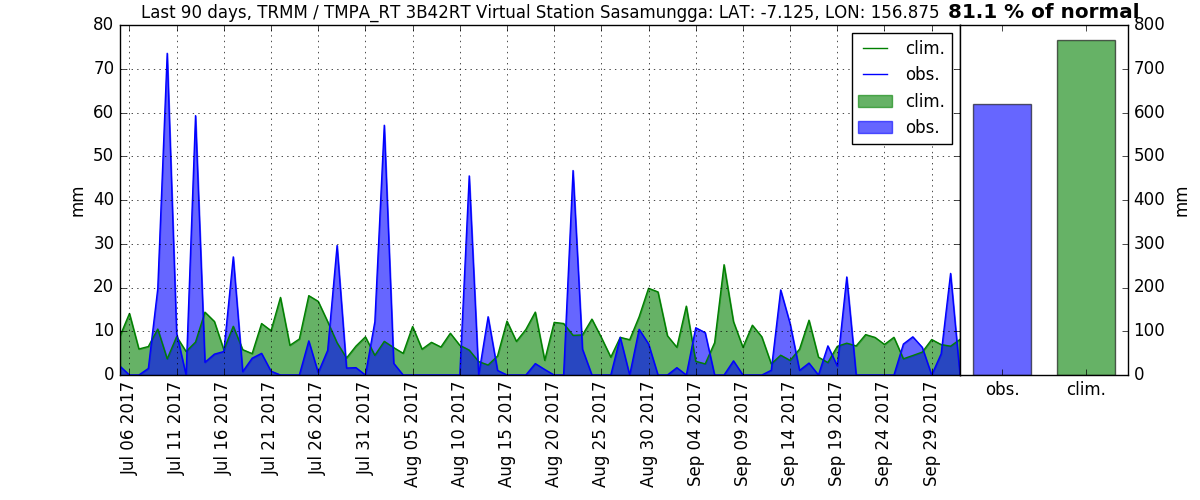 Last 90 days, TRMM / TMPA_RT 3B42RT Virtual Station Sasamungga: LAT: -7.125, LON: 156.875
81.1 % of normal
80
70
60
50
40
30
20
10
0
mm
clim.
obs.
clim.
obs.
800
700
600
500
400
300
200
100
0
mm
Jul 06 2017
Jul 11 2017
Jul 16 2017
Jul 21 2017
Jul 26 2017
Jul 31 2017
Aug 05 2017
Aug 10 2017
Aug 15 2017
Aug 20 2017
Aug 25 2017
Aug 30 2017
Sep 04 2017
Sep 09 2017
Sep 14 2017
Sep 19 2017
Sep 24 2017
Sep 29 2017
obs.
clim.